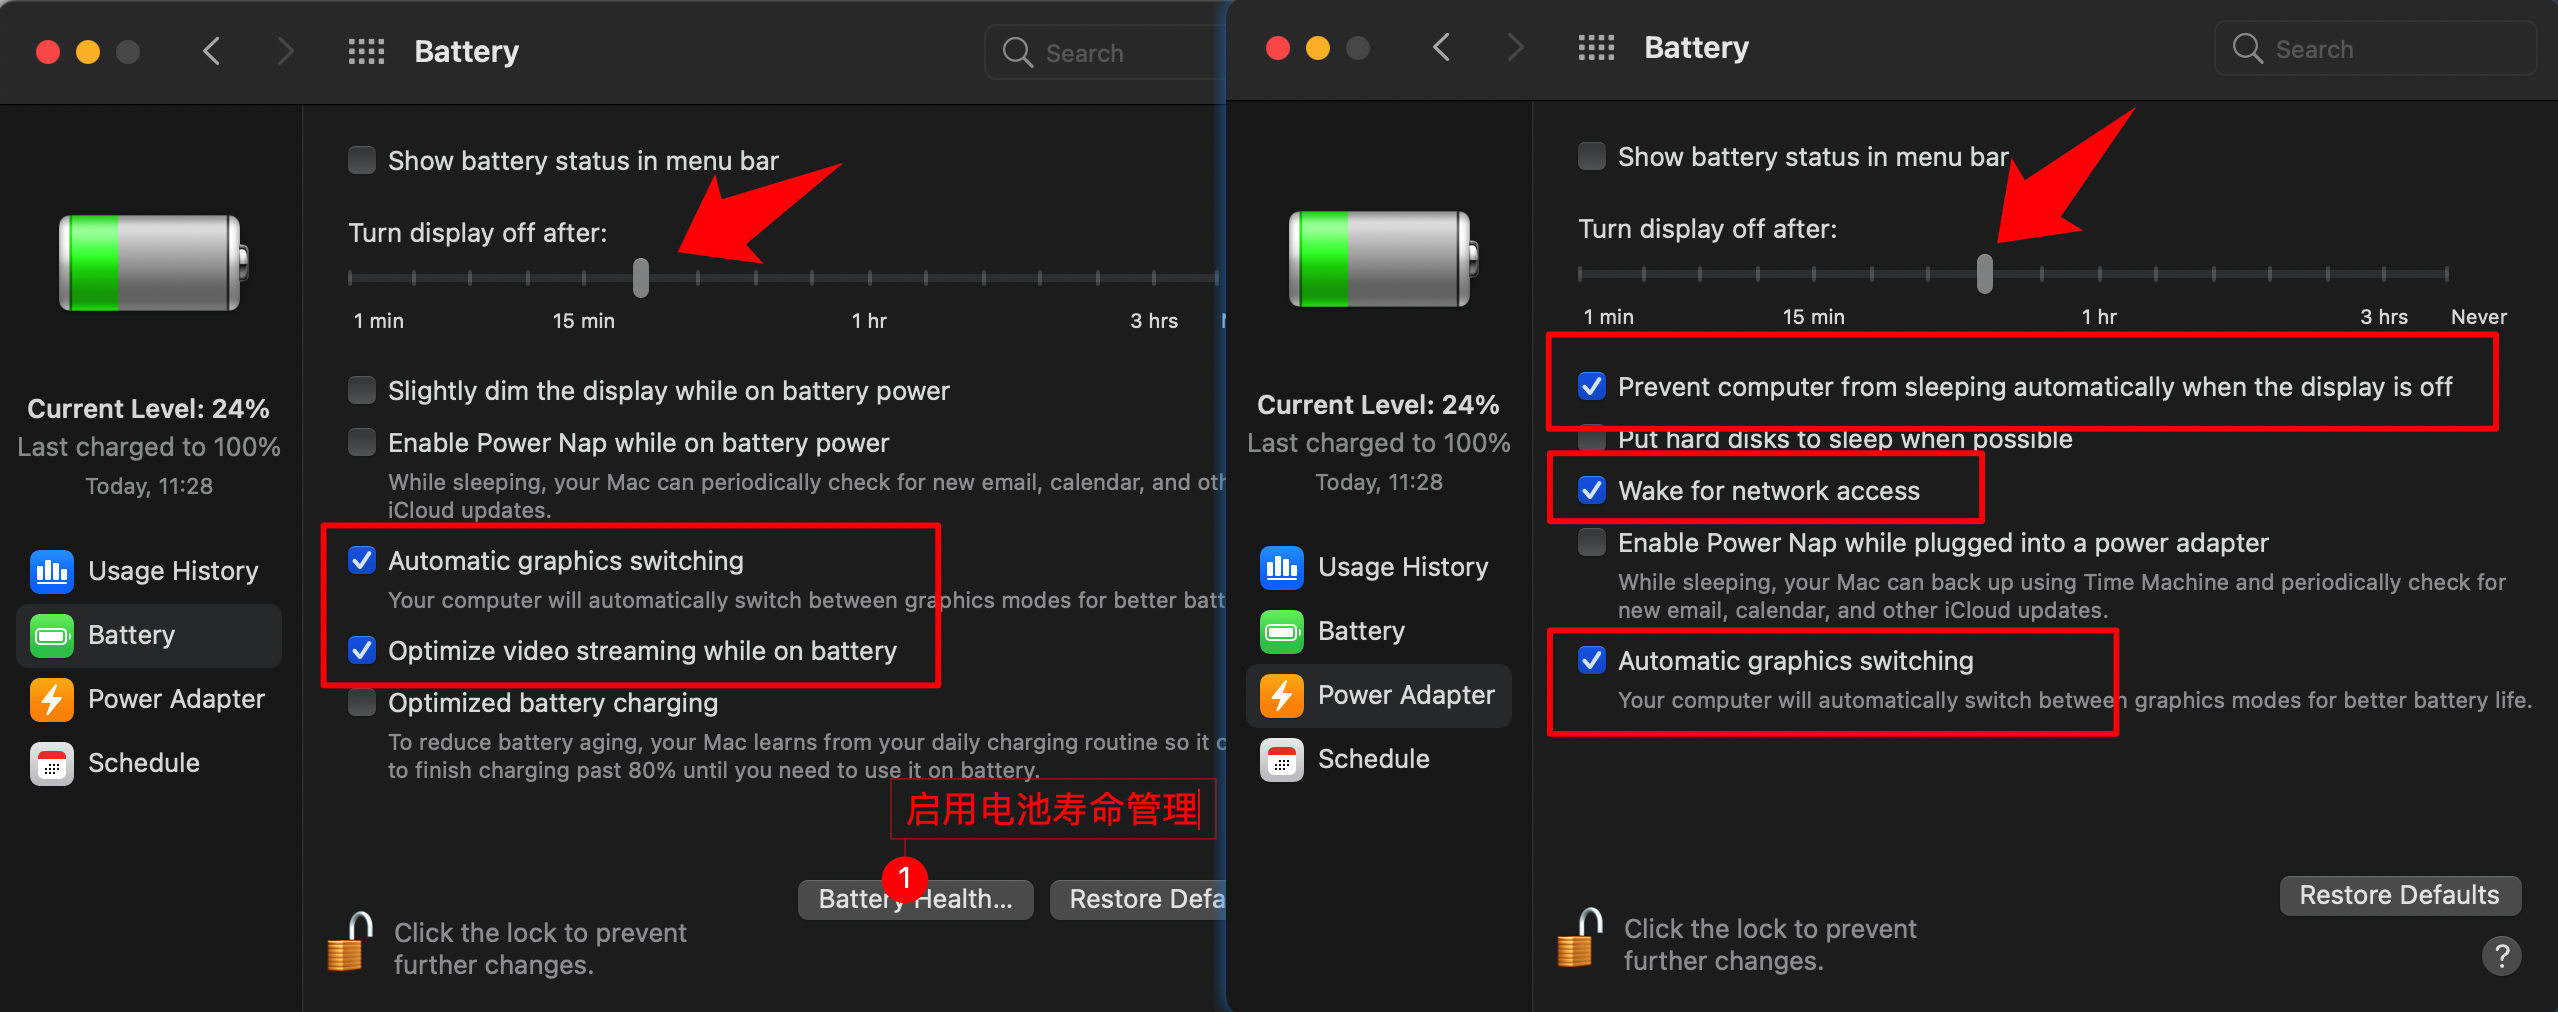 Battery
Search
Show battery status in menu bar
Turn display off after:
1 min
15 min
1 hr
3 hrs
Current Level: 24%
Last charged to 100%
Today, 11:28
Usage History
Battery
Power Adapter
Schedule
Slightly dim the display while on battery power
Enable Power Nap while on battery power
While sleeping, your Mac can periodically check for new email, calendar, and oth
iCloud updates.
Automatic graphics switching
Your computer will automatically switch between graphics modes for better batt
Optimize video streaming while on battery
Optimized battery charging
To reduce battery aging, your Mac learns from your daily charging routine so it c
to finish charging past 80% until you need to use it on battery.
启用电池寿命管理
1
Battery Health...
Restore Defa
Click the lock to prevent
further changes.
Battery
Search
Show battery status in menu bar
Turn display off after:
1 min
15 min
1 hr
3 hrs
Never
Current Level: 24%
Last charged to 100%
Today, 11:28
Usage History
Battery
Power Adapter
Schedule
Prevent computer from sleeping automatically when the display is off
Put hard disks to sleep when possible
Wake for network access
Enable Power Nap while plugged into a power adapter
While sleeping, your Mac can back up using Time Machine and periodically check for
new email, calendar, and other iCloud updates.
Automatic graphics switching
Your computer will automatically switch between graphics modes for better battery life.
Restore Defaults
Click the lock to prevent
further changes.
?